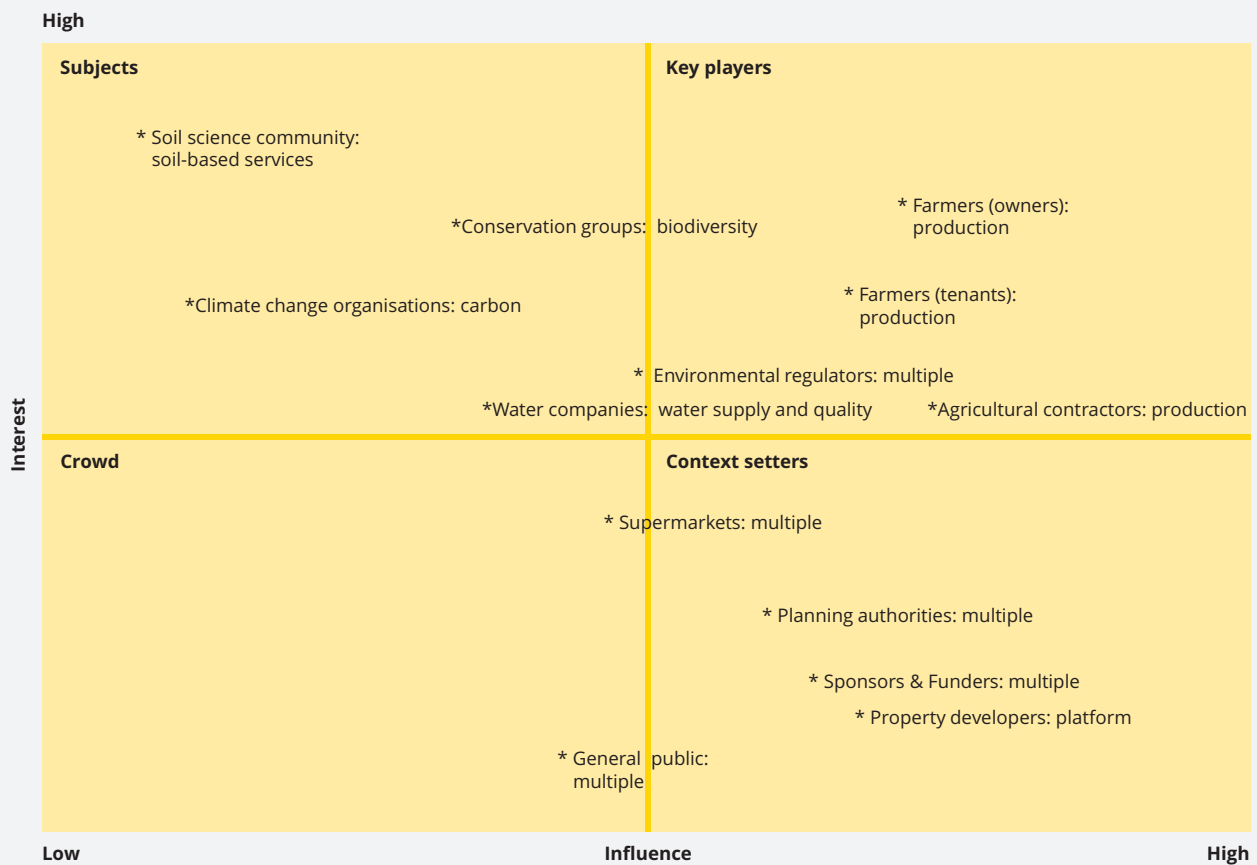 High
Subjects
Key players
* Soil science community:
soil-based services
* Farmers (owners):
production
*Conservation groups: biodiversity
* Farmers (tenants):
production
*Climate change organisations: carbon
* Environmental regulators: multiple
*Water companies: water supply and quality
*Agricultural contractors: production
Interest
Crowd
Context setters
* Supermarkets: multiple
* Planning authorities: multiple
* Sponsors & Funders: multiple
* Property developers: platform
* General public:
multiple
Low
Influence
High